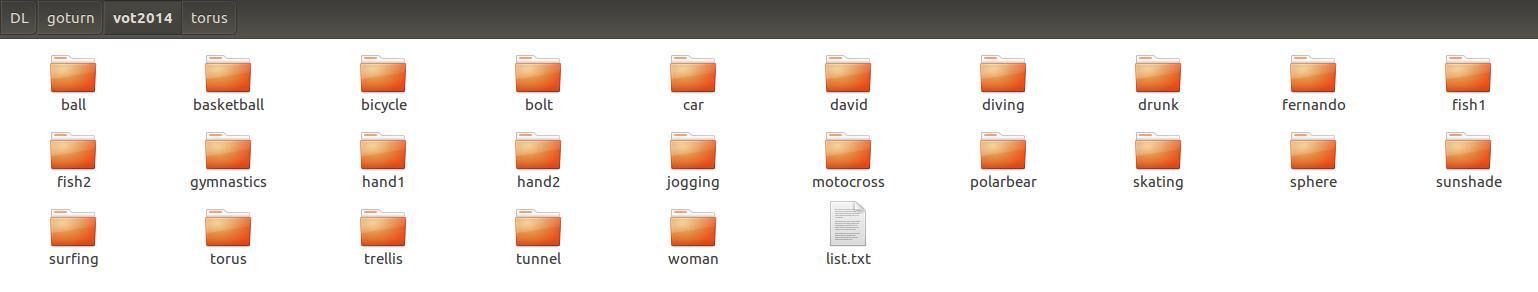 DL goturn vot2014 torus
ball basketball bicycle bolt car david diving drunk fernando fish1
fish2 gymnastics hand1 hand2 jogging motocross polarbear skating sphere sunshade
surfing torus trellis tunnel woman list.txt